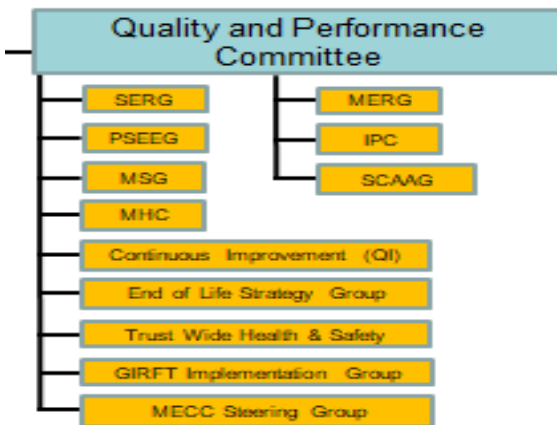 Quality and Performance
Committee
SERG
MERG
PSEEG
IPC
MSG
SCAAG
MHC
Continuous Improvement (QI)
End of Life Strategy Group
Trust Wide Health & Safety
GIRFT Implementation Group
MECC Steering Group